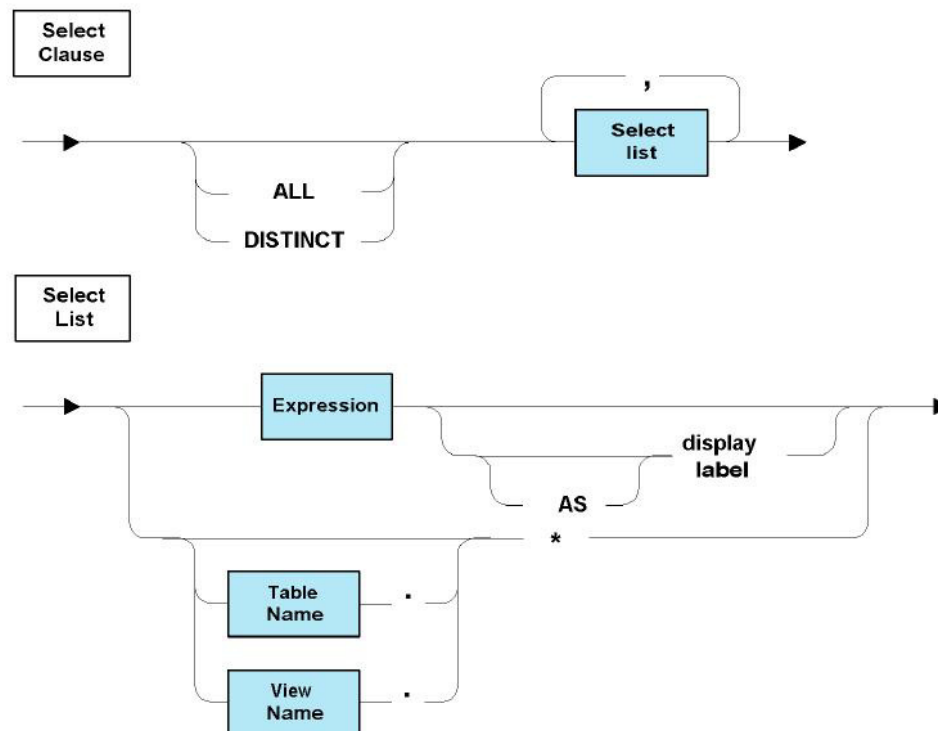 Select
Clause
,
Select
list
ALL
DISTINCT
Select
List
Expression
display
label
AS
*
Table
Name
.
View
Name
.